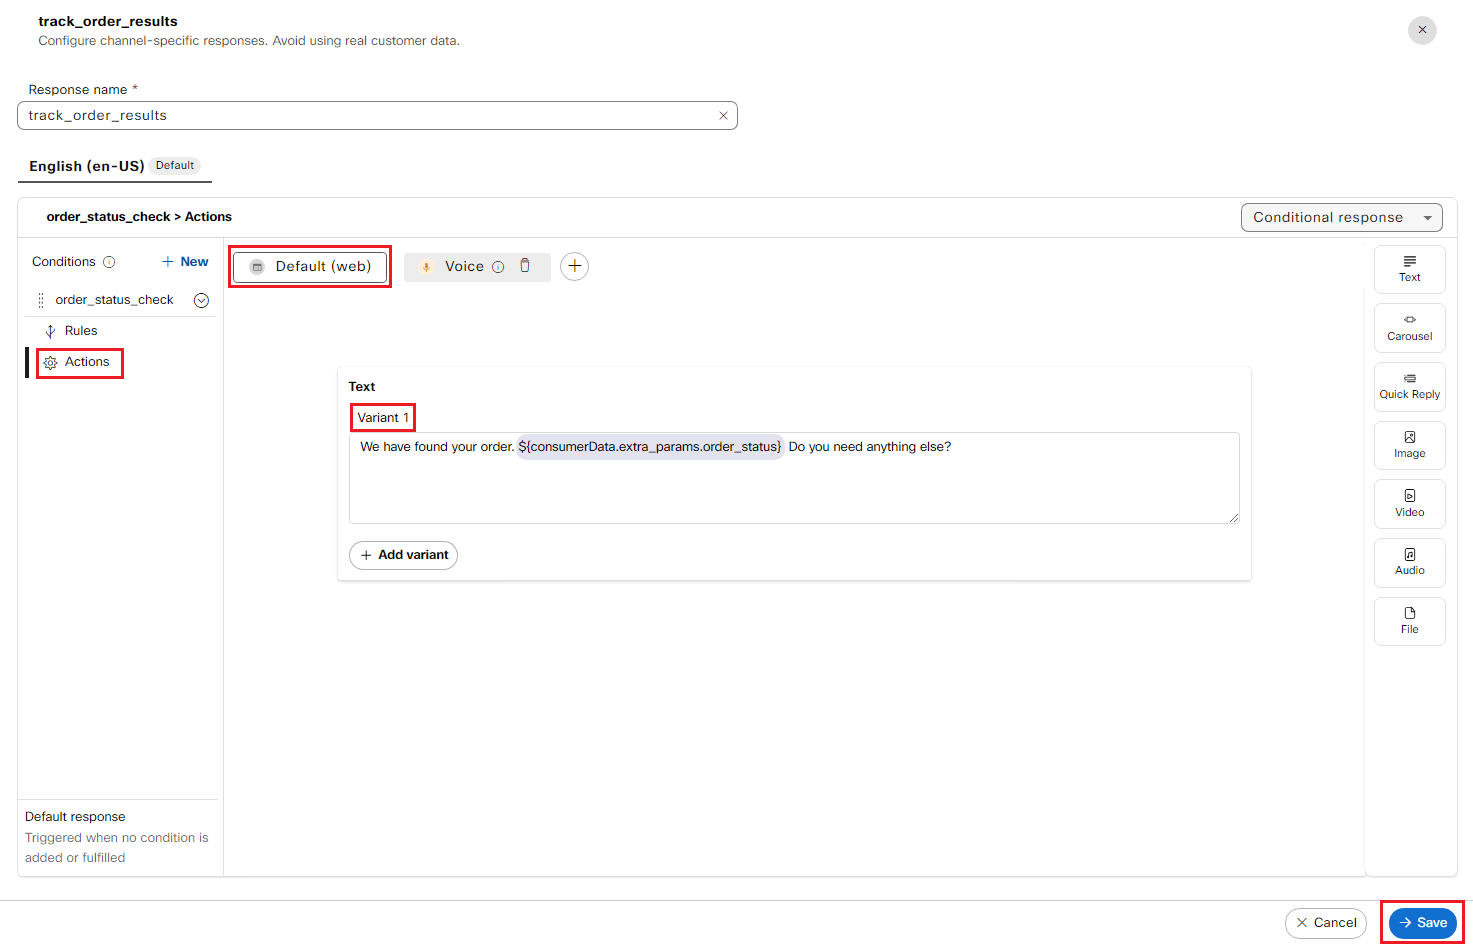 track_order_results
Configure channel-specific responses. Avoid using real customer data.
Response name *
track_order_results
English (en-US) Default
order_status_check > Actions
Conditional response
Conditions
+ New
order_status_check
Rules
Actions
Default (web)
Voice
Text
Variant 1
We have found your order. ${consumerData.extra_params.order_status} Do you need anything else?
+ Add variant
Text
Carousel
Quick Reply
Image
Video
Audio
File
Default response
Triggered when no condition is
added or fulfilled
Cancel
Save